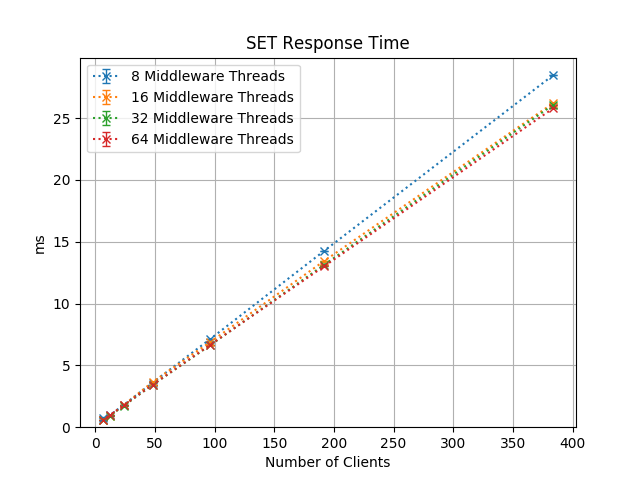 SET Response Time
8 Middleware Threads
16 Middleware Threads
32 Middleware Threads
64 Middleware Threads
ms
25
20
15
10
5
0
0 50 100 150 200 250 300 350 400
Number of Clients